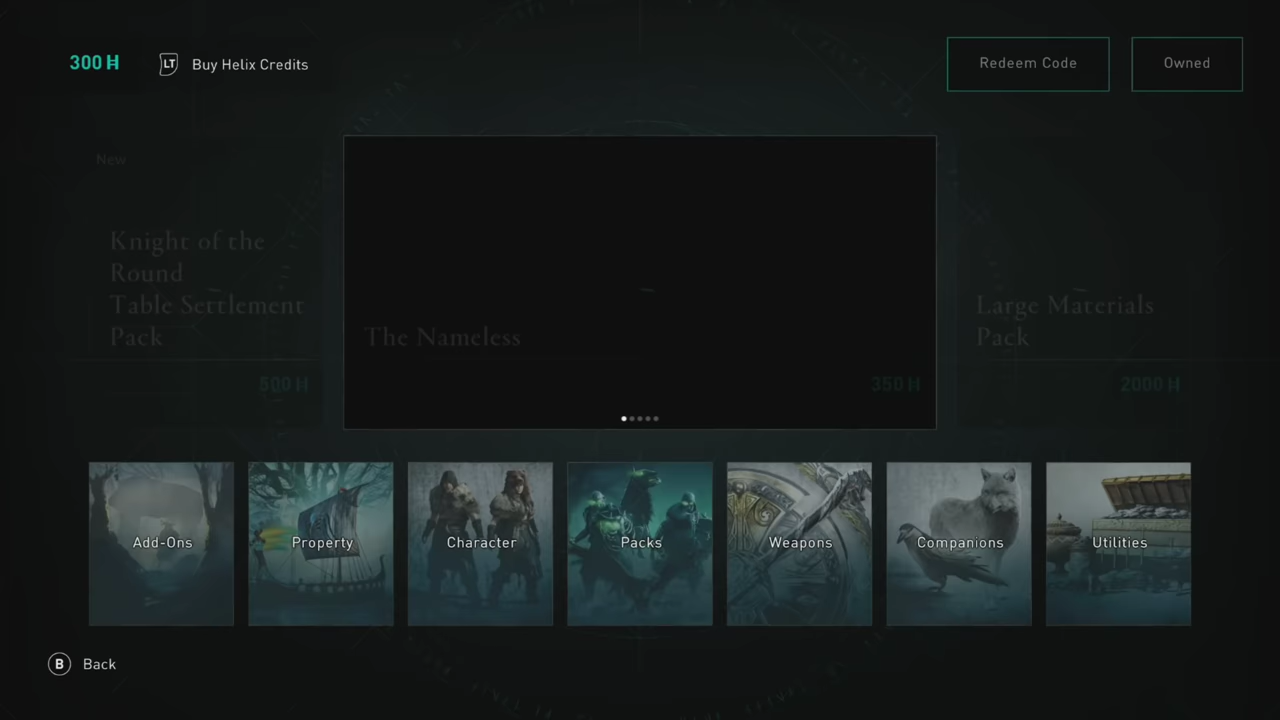 300 H
LT Buy Helix Credits
Redeem Code
Owned
New
Knight of the
Round
Table Settlement
Pack
500 H
The Nameless
350 H
Large Materials
Pack
2000 H
Add-Ons
Property
Character
Packs
Weapons
Companions
Utilities
B Back